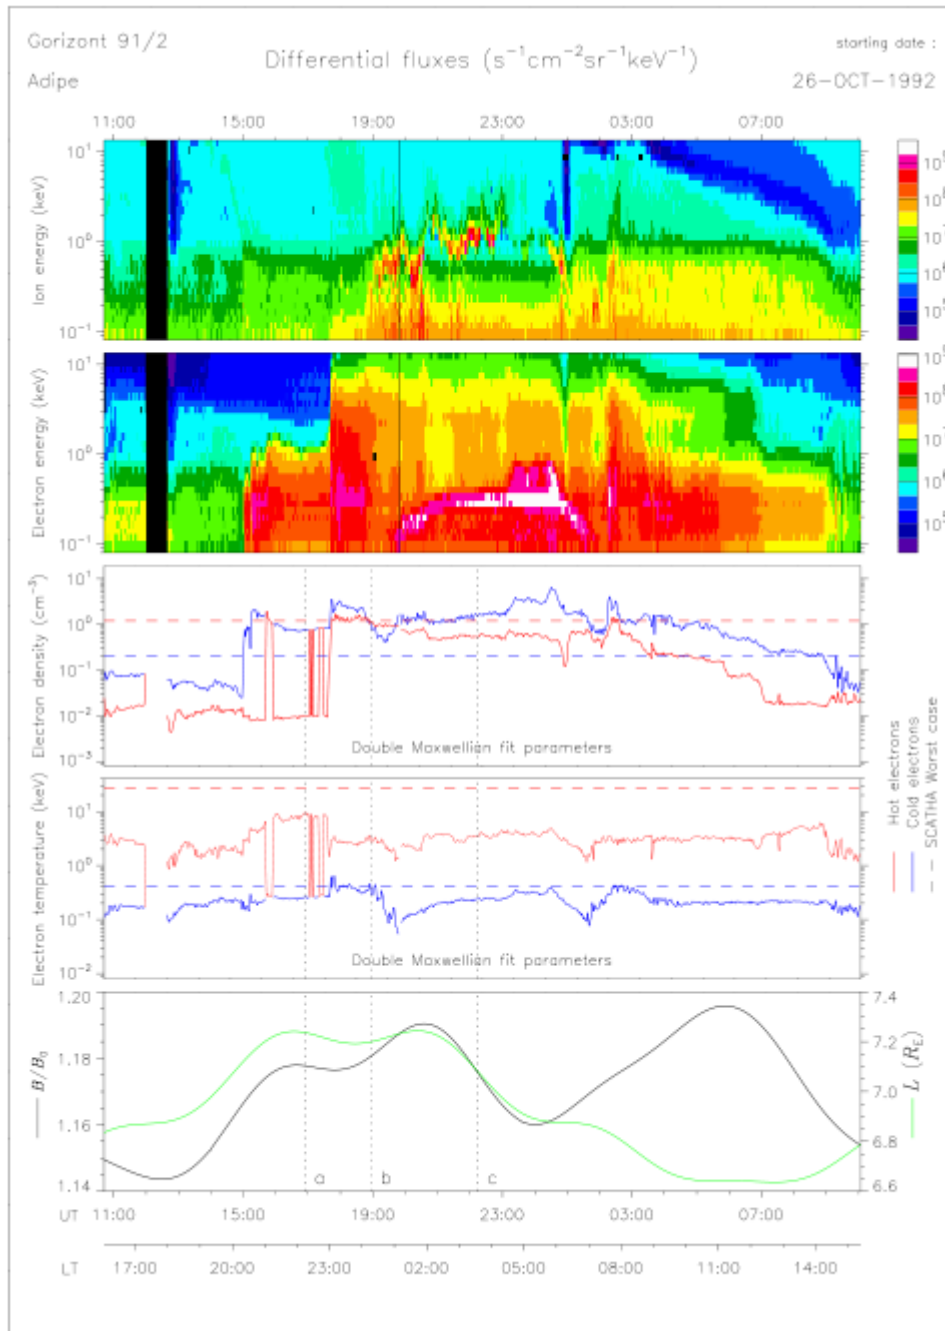 Gorizont 91/2
Adipe
Differential fluxes (s⁻¹cm⁻²sr⁻¹keV⁻¹)
starting date :
26-OCT-1992
11:00 15:00 19:00 23:00 03:00 07:00
Ion energy (keV)
10¹
10⁰
10⁻¹
Electron energy (keV)
10¹
10⁰
10⁻¹
Electron density (cm⁻³)
10¹
10⁰
10⁻¹
10⁻²
10⁻³
Double Maxwellian fit parameters
Electron temperature (keV)
10¹
10⁰
10⁻¹
10⁻²
Double Maxwellian fit parameters
Hot electrons
Cold electrons
SCATHA Worst case
B/B₀
1.20
1.18
1.16
1.14
a b c
7.4
7.2
7.0
6.8
6.6
L (R_E)
UT 11:00 15:00 19:00 23:00 03:00 07:00
LT 17:00 20:00 23:00 02:00 05:00 08:00 11:00 14:00